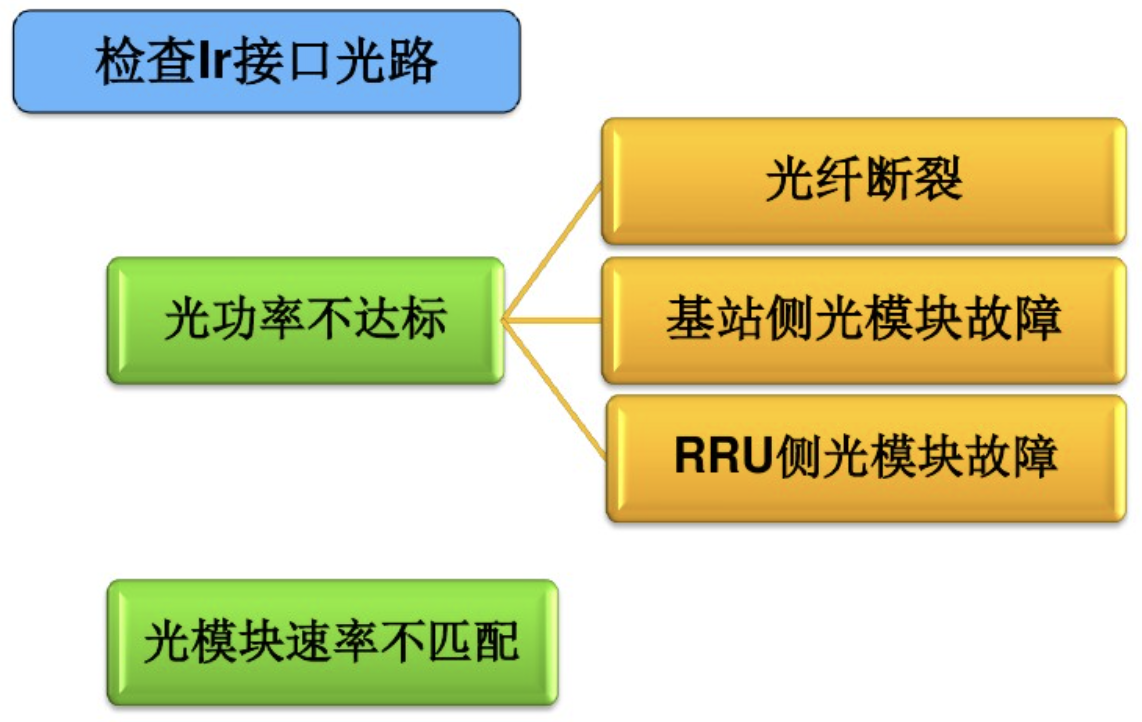 检查Ir接口光路
光纤断裂
光功率不达标
基站侧光模块故障
RRU侧光模块故障
光模块速率不匹配